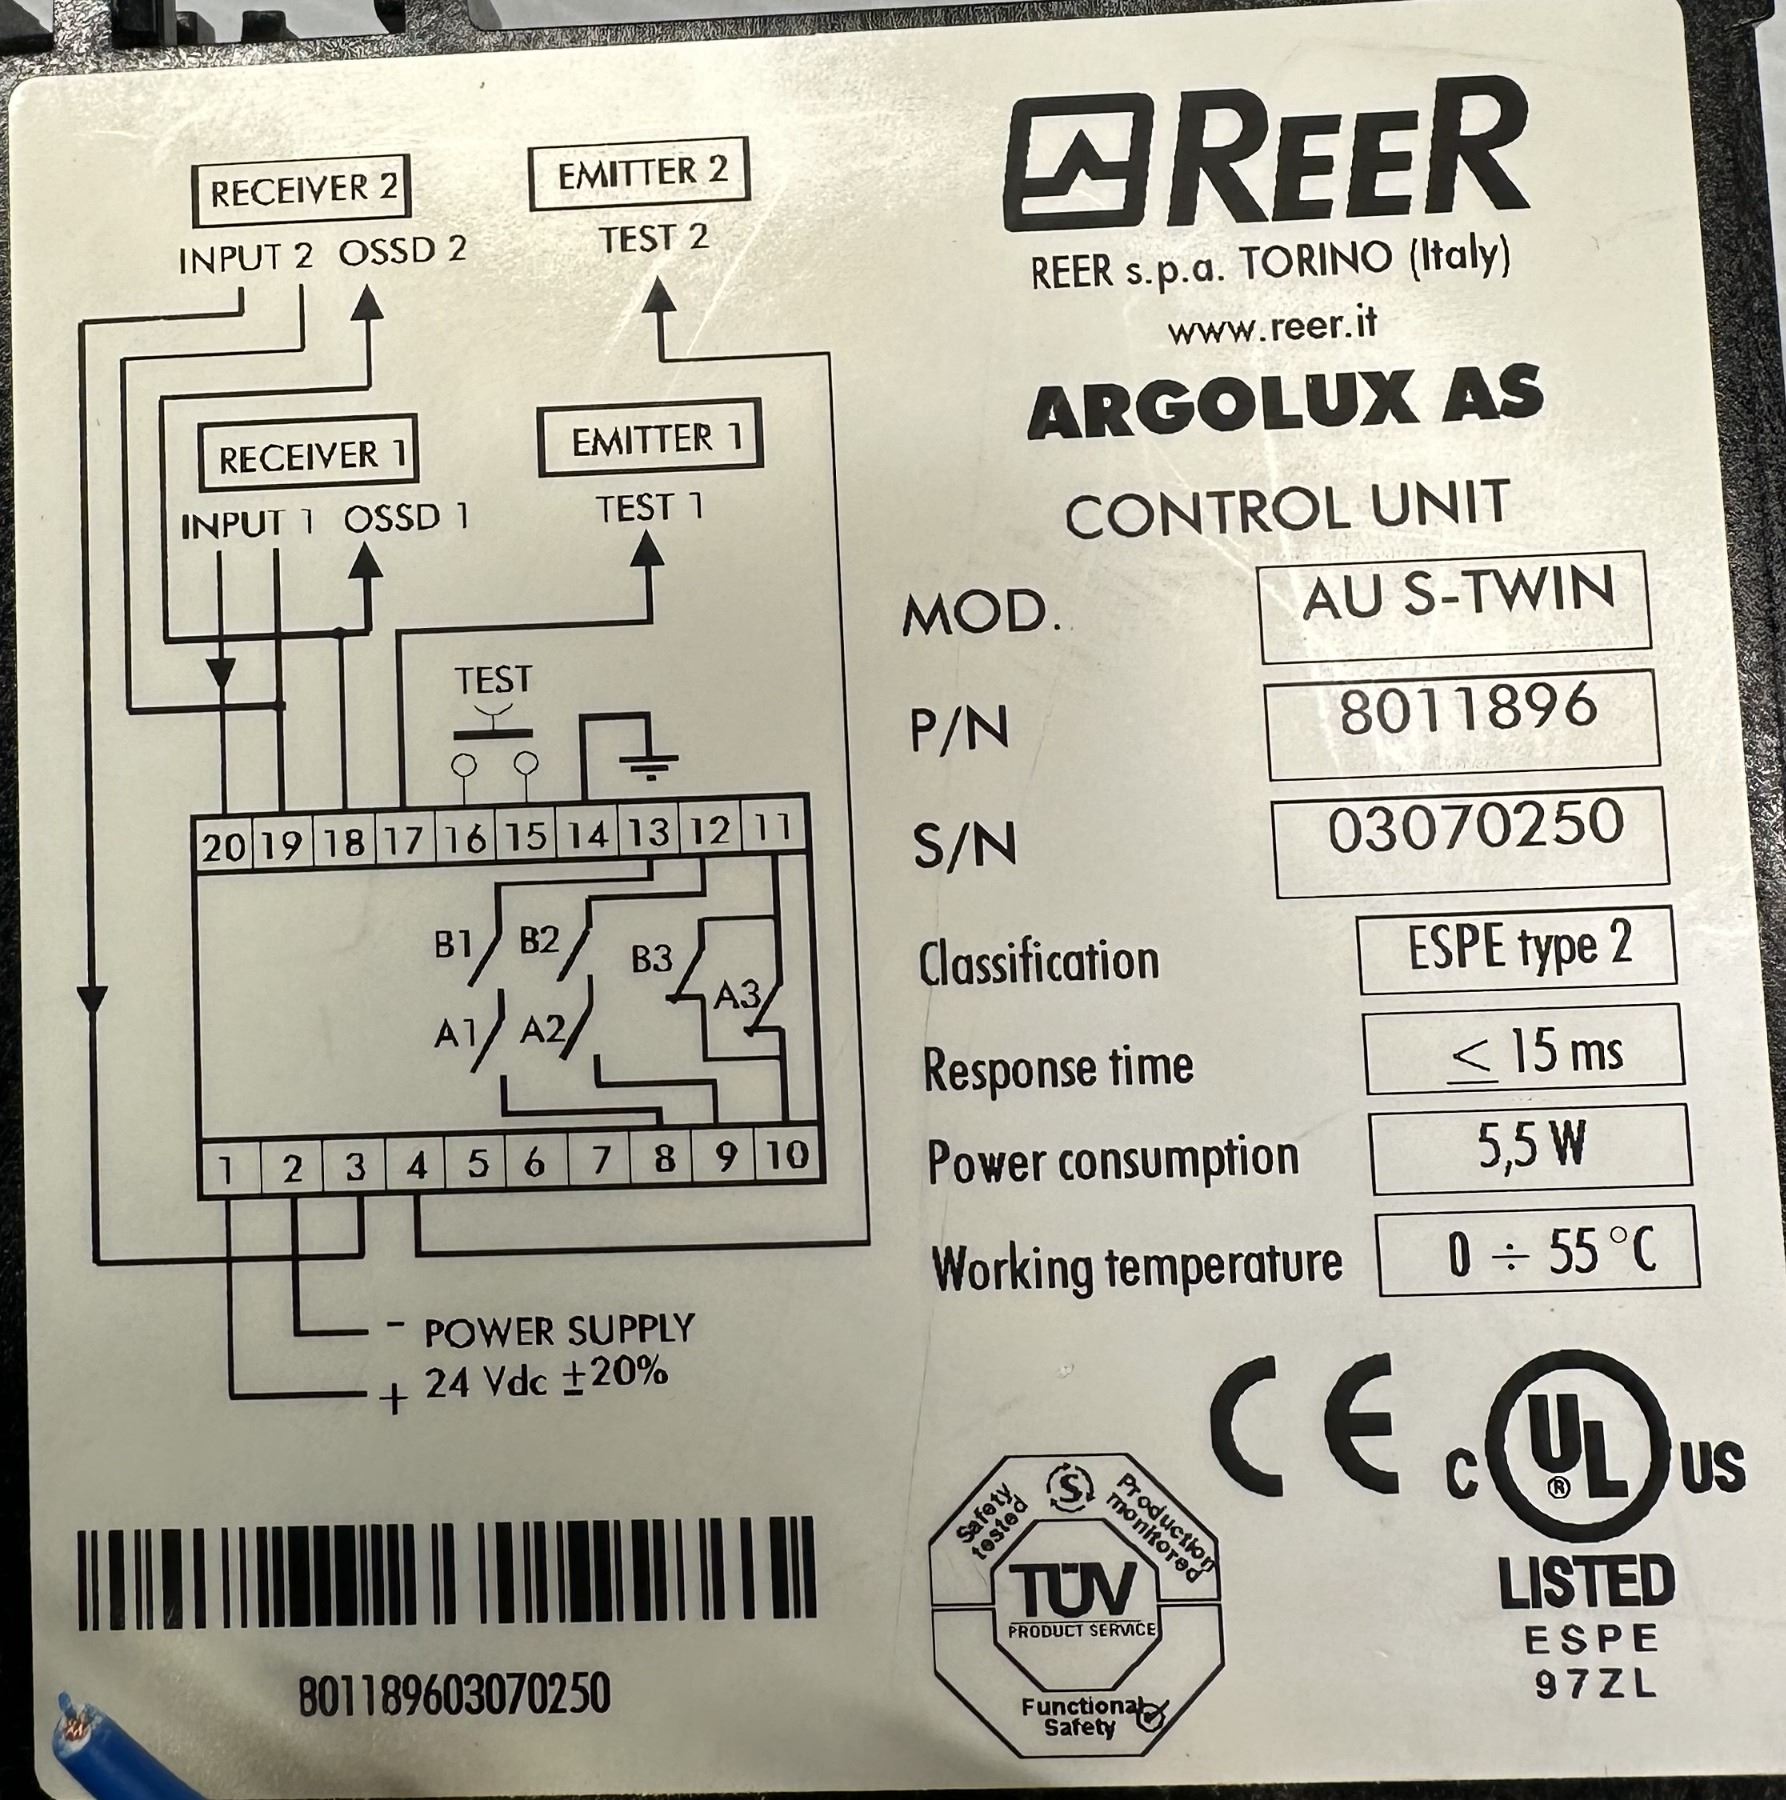 RECEIVER 2
EMITTER 2
INPUT 2 OSSD 2
TEST 2
RECEIVER 1
EMITTER 1
INPUT 1 OSSD 1
TEST 1
TEST
20 19 18 17 16 15 14 13 12 11
B1 B2 B3
A1 A2 A3
1 2 3 4 5 6 7 8 9 10
- POWER SUPPLY
+ 24 Vdc ±20%
801189603070250
REER
REER s.p.a. TORINO (Italy)
www.reer.it
ARGOLUX AS
CONTROL UNIT
MOD. AU S-TWIN
P/N 8011896
S/N 03070250
Classification ESPE type 2
Response time ≤ 15 ms
Power consumption 5,5 W
Working temperature 0 ÷ 55 °C
CE
C UL® US
LISTED
ESPE
97ZL
Safety
tested
S
Production
monitored
TÜV
PRODUCT SERVICE
Functional
Safety